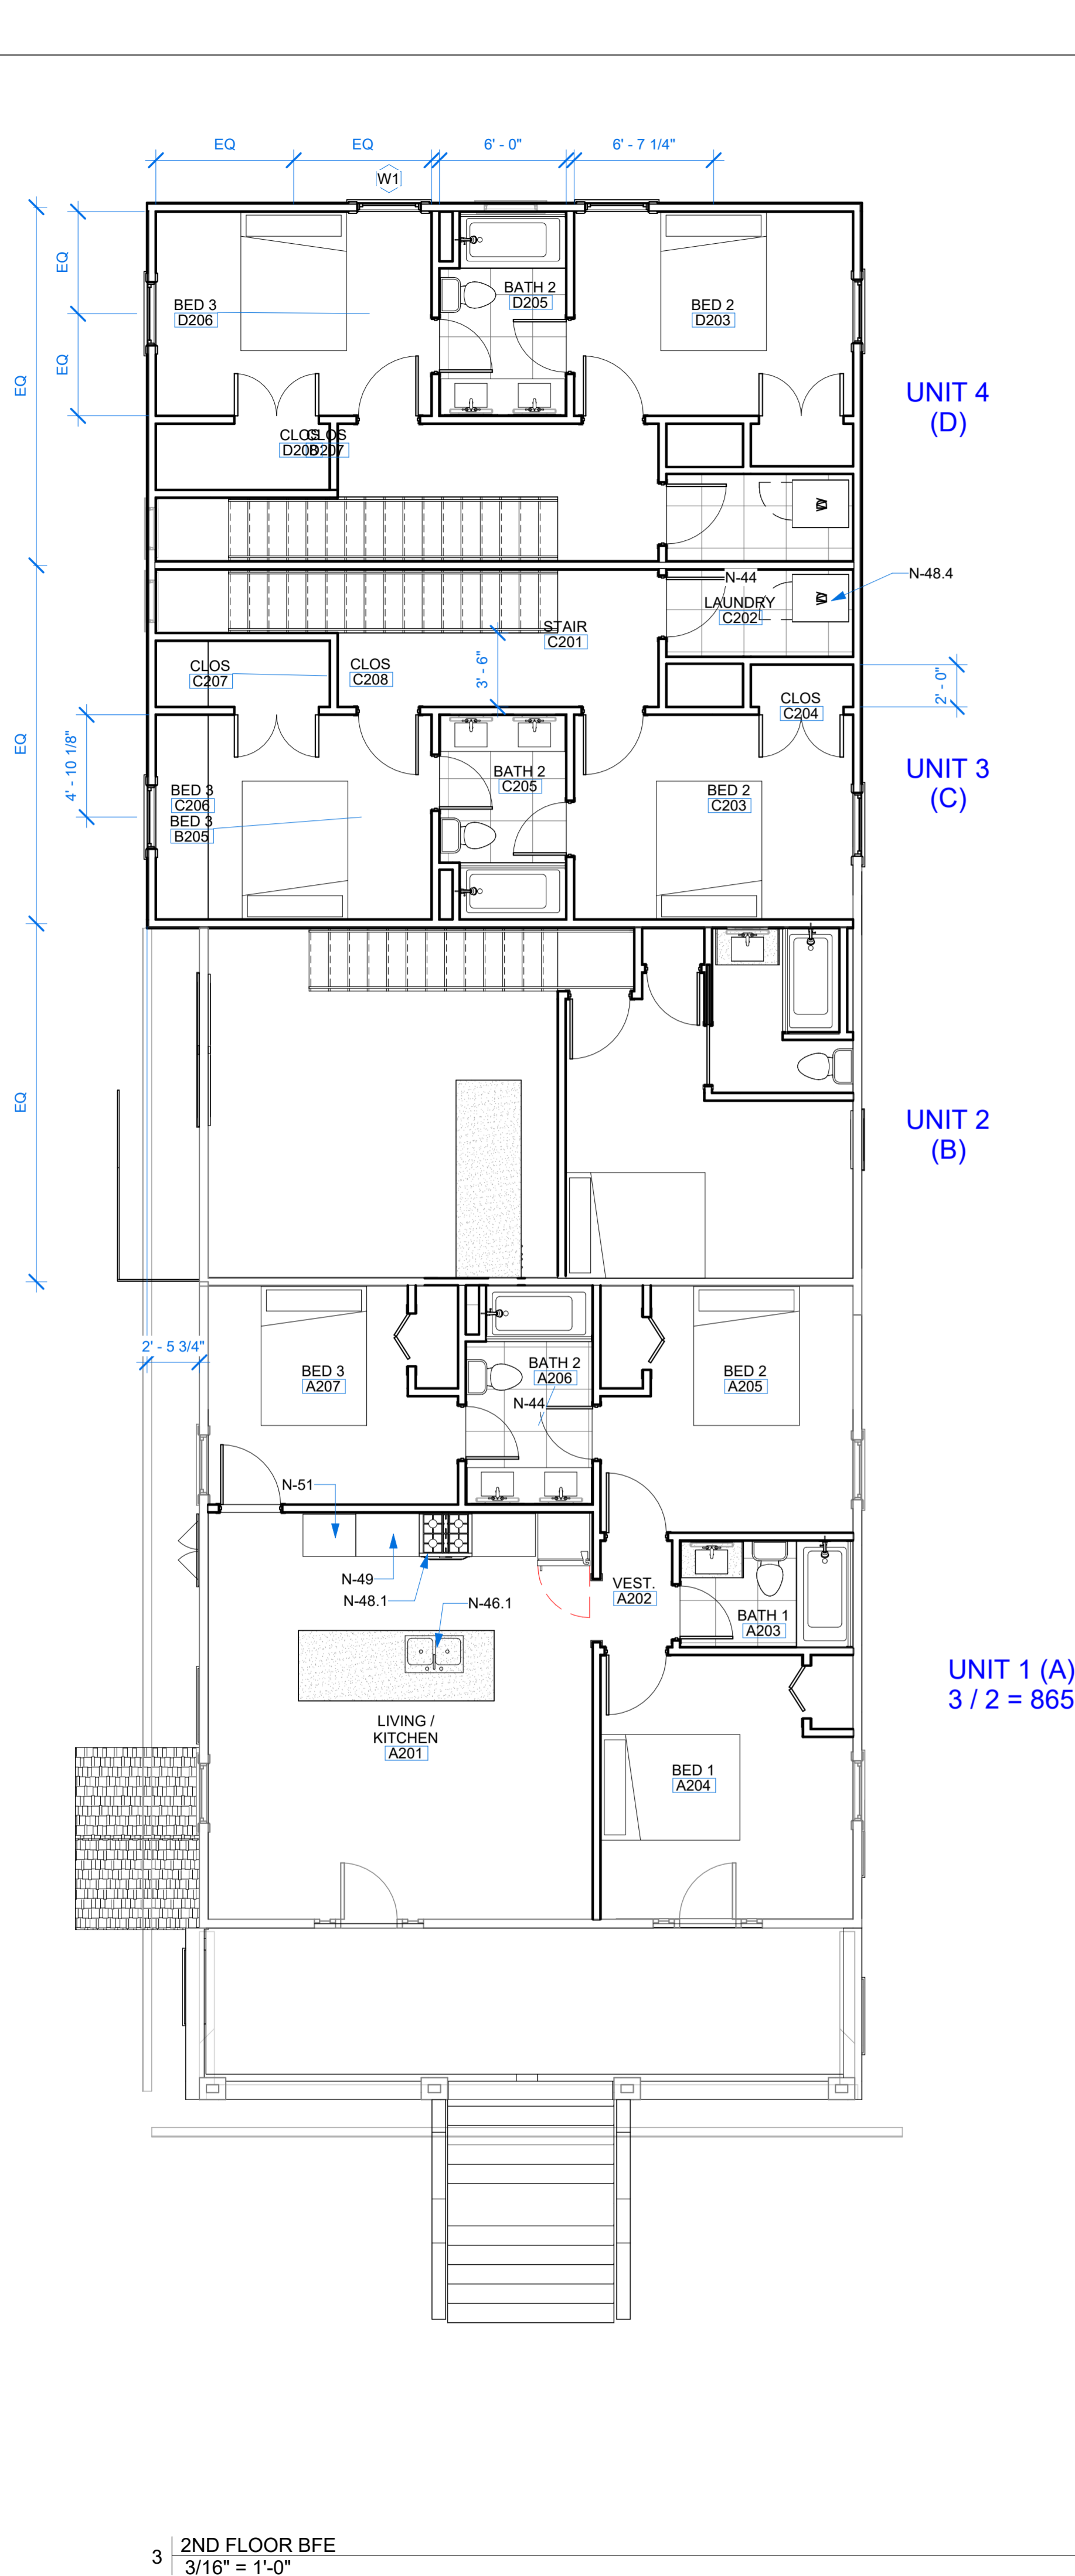 EQ
EQ
6' - 0"
6' - 7 1/4"
W1
EQ
EQ
EQ
BED 3
D206
BATH 2
D205
BED 2
D203
UNIT 4
(D)
CLOS
D208
CLOS
D207
N-44
N-48.4
LAUNDRY
C202
STAIR
C201
3' - 6"
CLOS
C207
CLOS
C208
CLOS
C204
2' - 0"
EQ
4' - 10 1/8"
BED 3
C206
BED 3
B205
BATH 2
C205
BED 2
C203
UNIT 3
(C)
EQ
UNIT 2
(B)
2' - 5 3/4"
BED 3
A207
BATH 2
A206
N-44
BED 2
A205
N-51
N-49
N-48.1
N-46.1
VEST.
A202
BATH 1
A203
UNIT 1 (A)
3 / 2 = 865
LIVING /
KITCHEN
A201
BED 1
A204
3
2ND FLOOR BFE
3/16" = 1'-0"